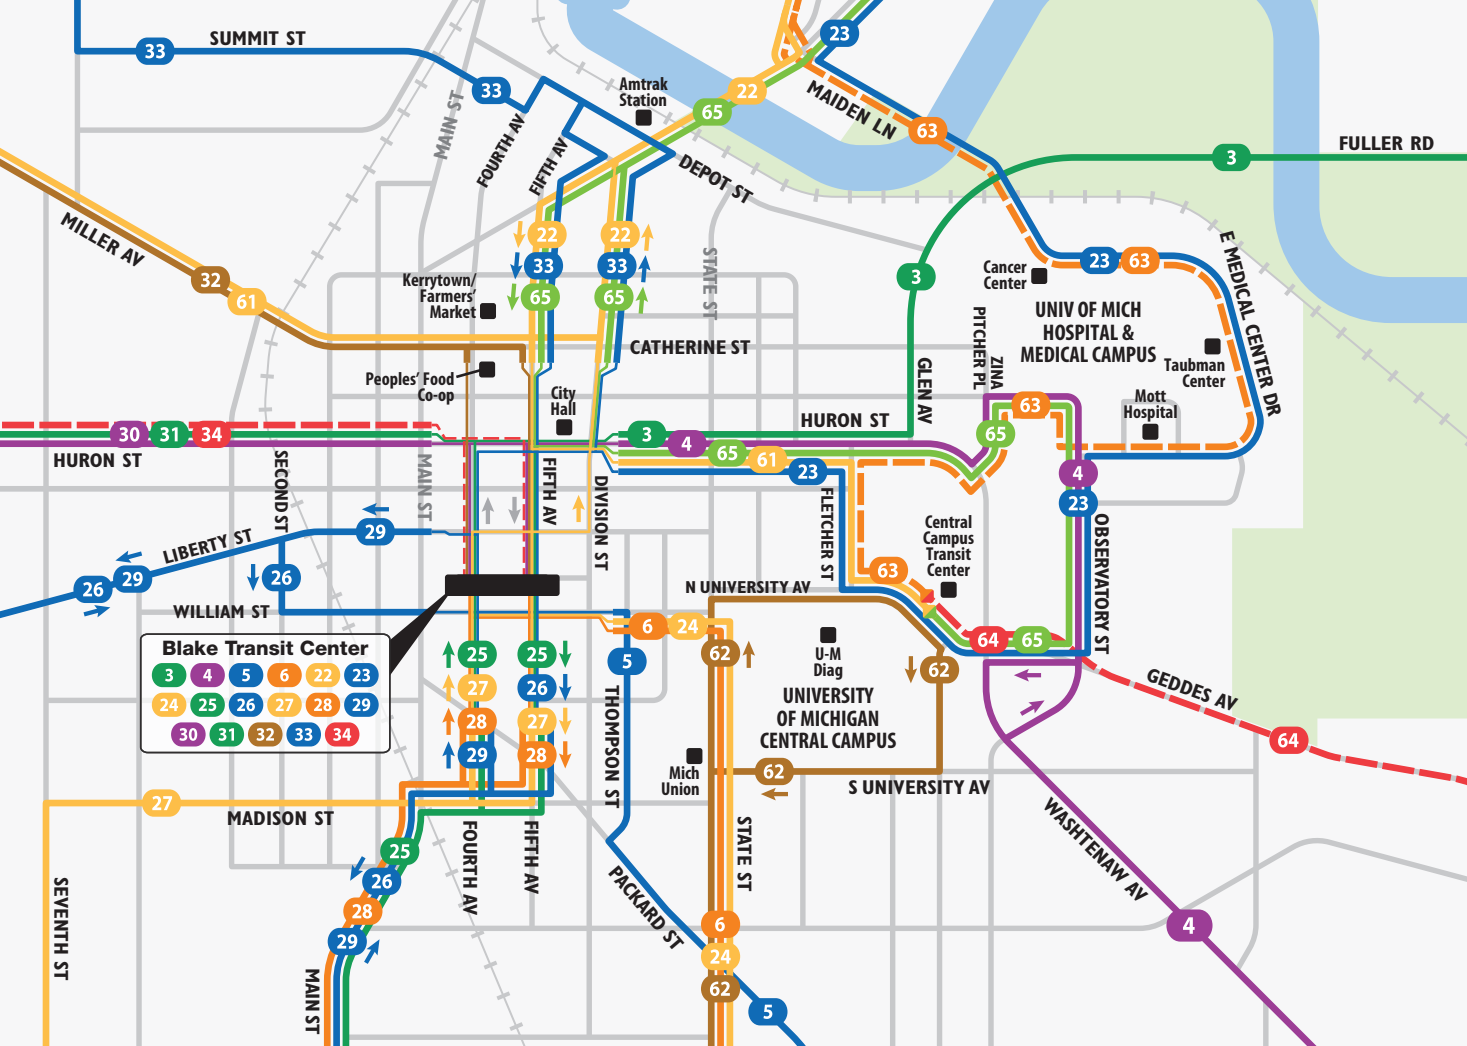 SUMMIT ST
33
33
23
Amtrak
Station
22
65
MAIDEN LN
63
FULLER RD
3
MAIN ST
FOURTH AV
FIFTH AV
DEPOT ST
MILLER AV
32
61
22
22
33
33
65
65
Kerrytown/
Farmers'
Market
STATE ST
3
Cancer
Center
23
63
E MEDICAL CENTER DR
UNIV OF MICH
HOSPITAL &
MEDICAL CAMPUS
PITCHER PL
ZINA
Taubman
Center
CATHERINE ST
GLEN AV
Peoples' Food
Co-op
City
Hall
Mott
Hospital
63
65
30
31
34
HURON ST
HURON ST
3
4
65
61
23
4
23
SECOND ST
MAIN ST
FIFTH AV
DIVISION ST
FLETCHER ST
Central
Campus
Transit
Center
OBSERVATORY ST
LIBERTY ST
29
26
29
26
63
WILLIAM ST
N UNIVERSITY AV
6
24
62
64
65
Blake Transit Center
3
4
5
6
22
23
24
25
26
27
28
29
30
31
32
33
34
25
25
27
26
28
27
29
28
5
THOMPSON ST
U-M
Diag
62
UNIVERSITY
OF MICHIGAN
CENTRAL CAMPUS
GEDDES AV
64
Mich
Union
62
S UNIVERSITY AV
27
MADISON ST
FOURTH AV
FIFTH AV
STATE ST
WASHTENAW AV
25
26
28
29
SEVENTH ST
MAIN ST
PACKARD ST
6
24
62
5
4